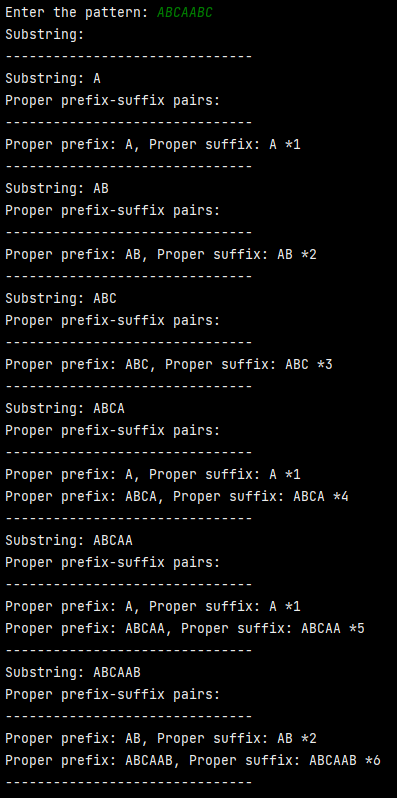 Enter the pattern: ABCAABC
Substring:
-------------------------------
Substring: A
Proper prefix-suffix pairs:
-------------------------------
Proper prefix: A, Proper suffix: A *1
-------------------------------
Substring: AB
Proper prefix-suffix pairs:
-------------------------------
Proper prefix: AB, Proper suffix: AB *2
-------------------------------
Substring: ABC
Proper prefix-suffix pairs:
-------------------------------
Proper prefix: ABC, Proper suffix: ABC *3
-------------------------------
Substring: ABCA
Proper prefix-suffix pairs:
-------------------------------
Proper prefix: A, Proper suffix: A *1
Proper prefix: ABCA, Proper suffix: ABCA *4
-------------------------------
Substring: ABCAA
Proper prefix-suffix pairs:
-------------------------------
Proper prefix: A, Proper suffix: A *1
Proper prefix: ABCAA, Proper suffix: ABCAA *5
-------------------------------
Substring: ABCAAB
Proper prefix-suffix pairs:
-------------------------------
Proper prefix: AB, Proper suffix: AB *2
Proper prefix: ABCAAB, Proper suffix: ABCAAB *6
-------------------------------